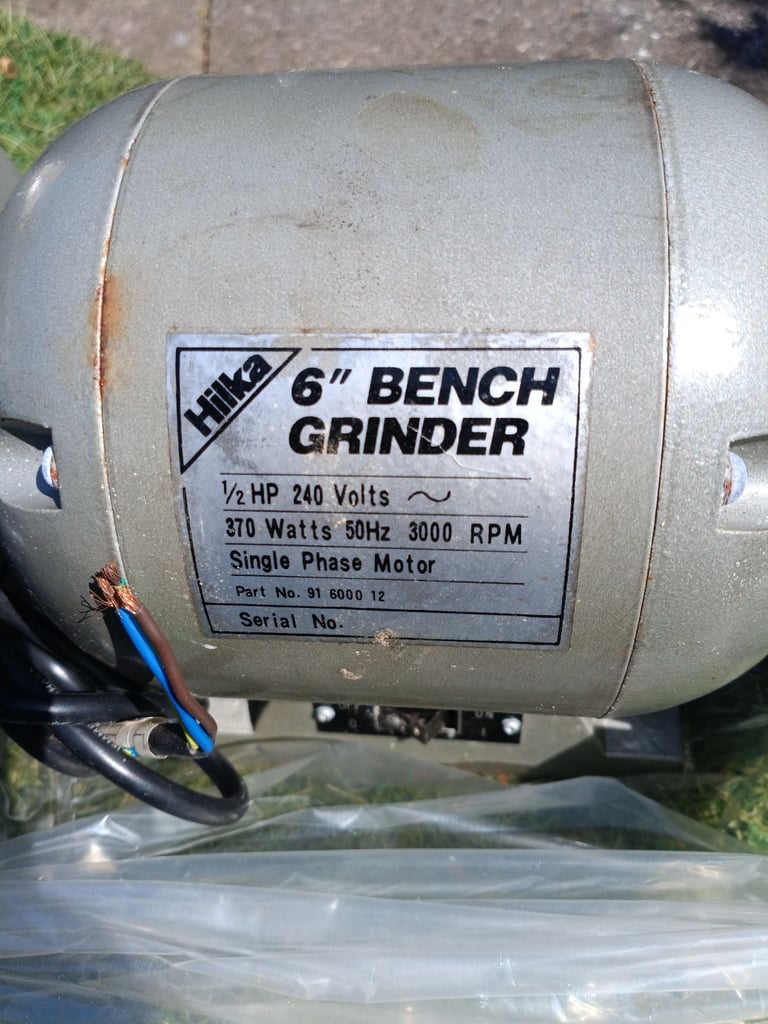 Hilka
6" BENCH
GRINDER
½ HP 240 Volts ~
370 Watts 50Hz 3000 RPM
Single Phase Motor
Part No. 91 6000 12
Serial No.